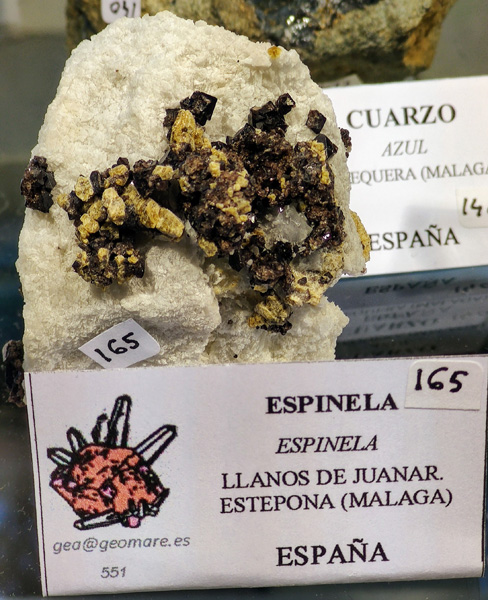 140
CUARZO
AZUL
EQUERA (MALAGA
14
ESPAÑA
165
165
ESPINELA
ESPINELA
LLANOS DE JUANAR.
ESTEPONA (MALAGA)
ESPAÑA
gea@geomare.es
551